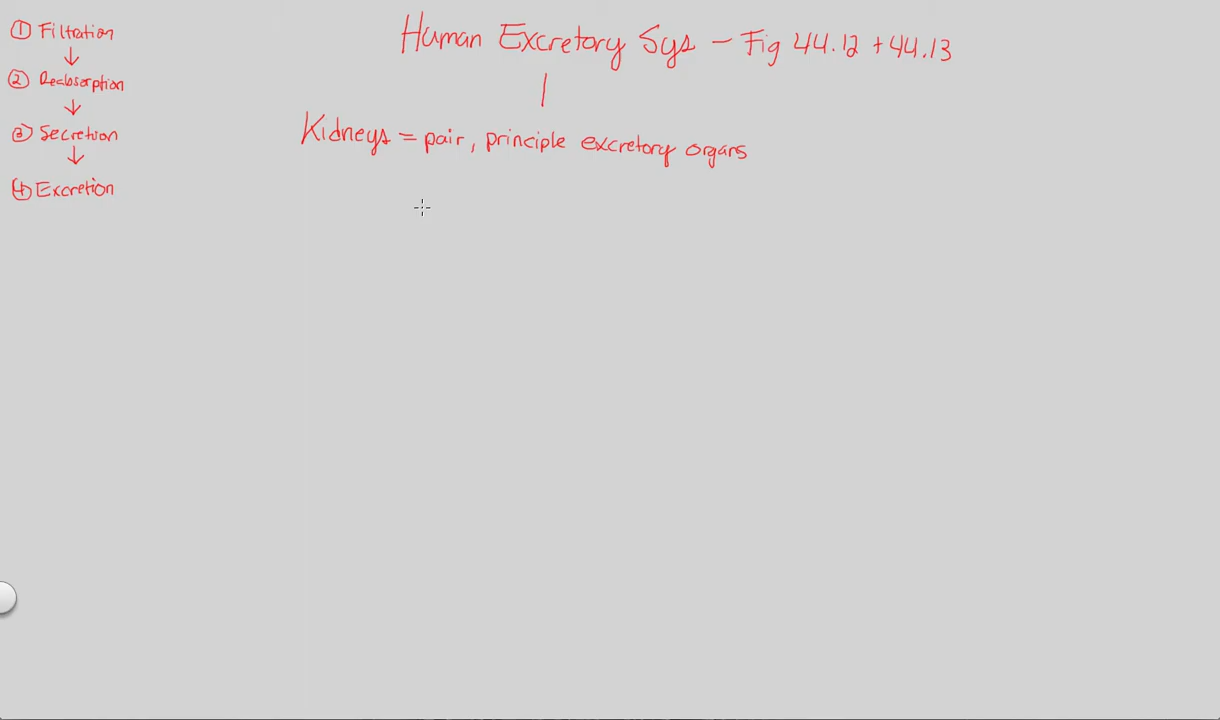 ① Filtration
↓
② Reabsorption
↓
③ Secretion
↓
④ Excretion
Human Excretory Sys – Fig 44.12 + 44.13
Kidneys = pair, principle excretory organs